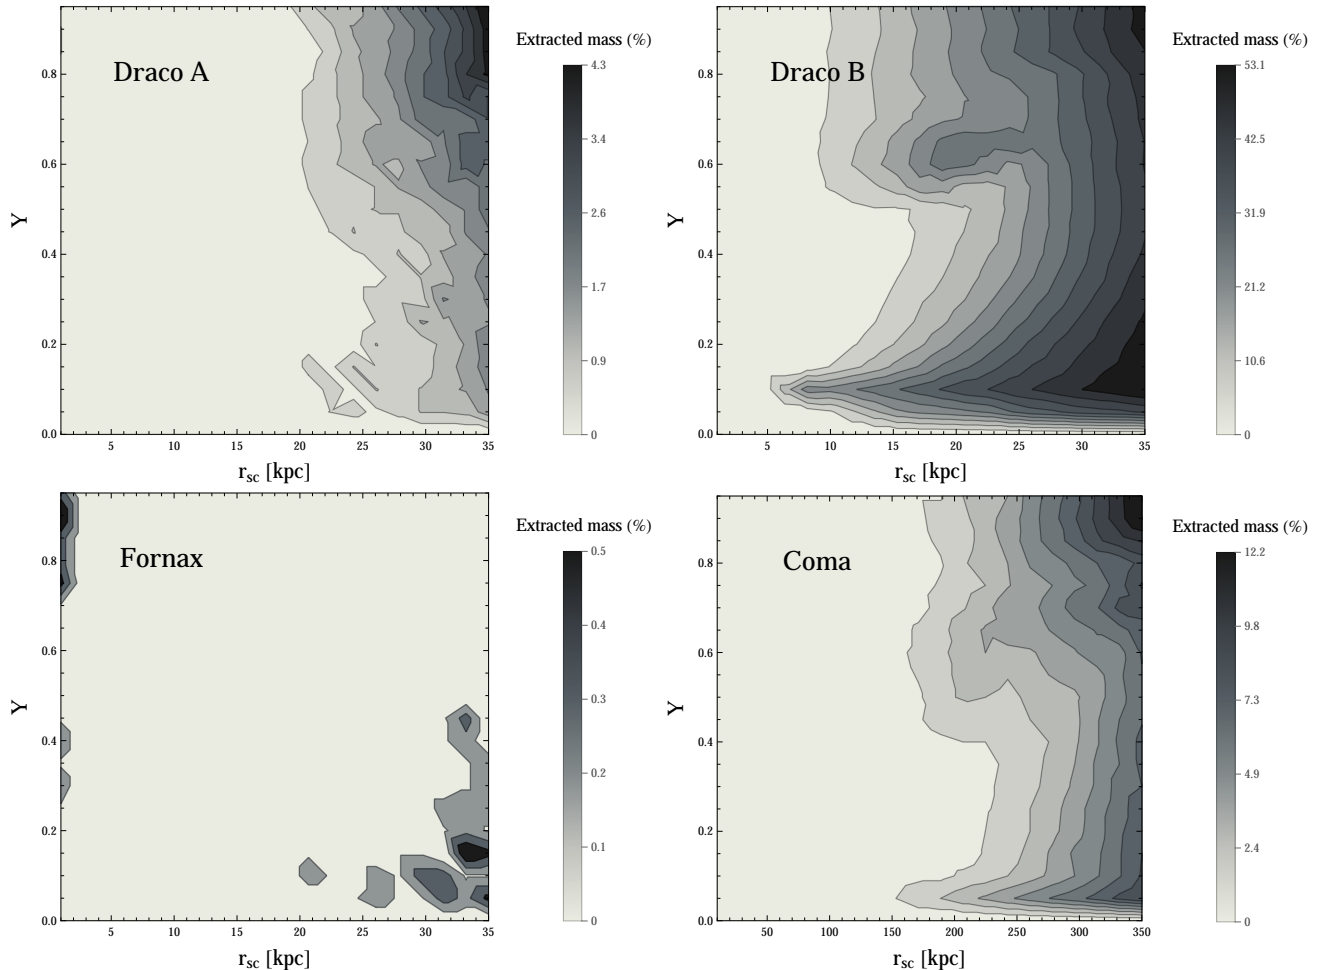 Draco A
Extracted mass (%)
4.3
3.4
2.6
1.7
0.9
0
Y
0.8
0.6
0.4
0.2
0.0
5 10 15 20 25 30 35
r_sc [kpc]
Draco B
Extracted mass (%)
53.1
42.5
31.9
21.2
10.6
0
Y
0.8
0.6
0.4
0.2
0.0
5 10 15 20 25 30 35
r_sc [kpc]
Fornax
Extracted mass (%)
0.5
0.4
0.3
0.2
0.1
0
Y
0.8
0.6
0.4
0.2
0.0
5 10 15 20 25 30 35
r_sc [kpc]
Coma
Extracted mass (%)
12.2
9.8
7.3
4.9
2.4
0
Y
0.8
0.6
0.4
0.2
0.0
50 100 150 200 250 300 350
r_sc [kpc]